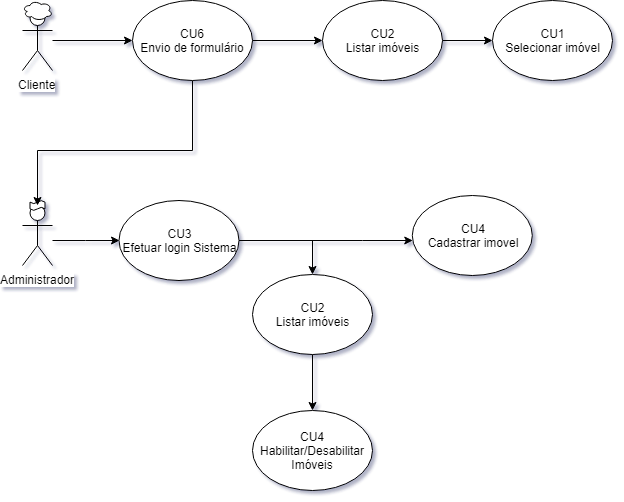 CU6
Envio de formulário
CU2
Listar imóveis
CU1
Selecionar imóvel
Cliente
CU3
Efetuar login Sistema
CU4
Cadastrar imovel
Administrador
CU2
Listar imóveis
CU4
Habilitar/Desabilitar
Imóveis